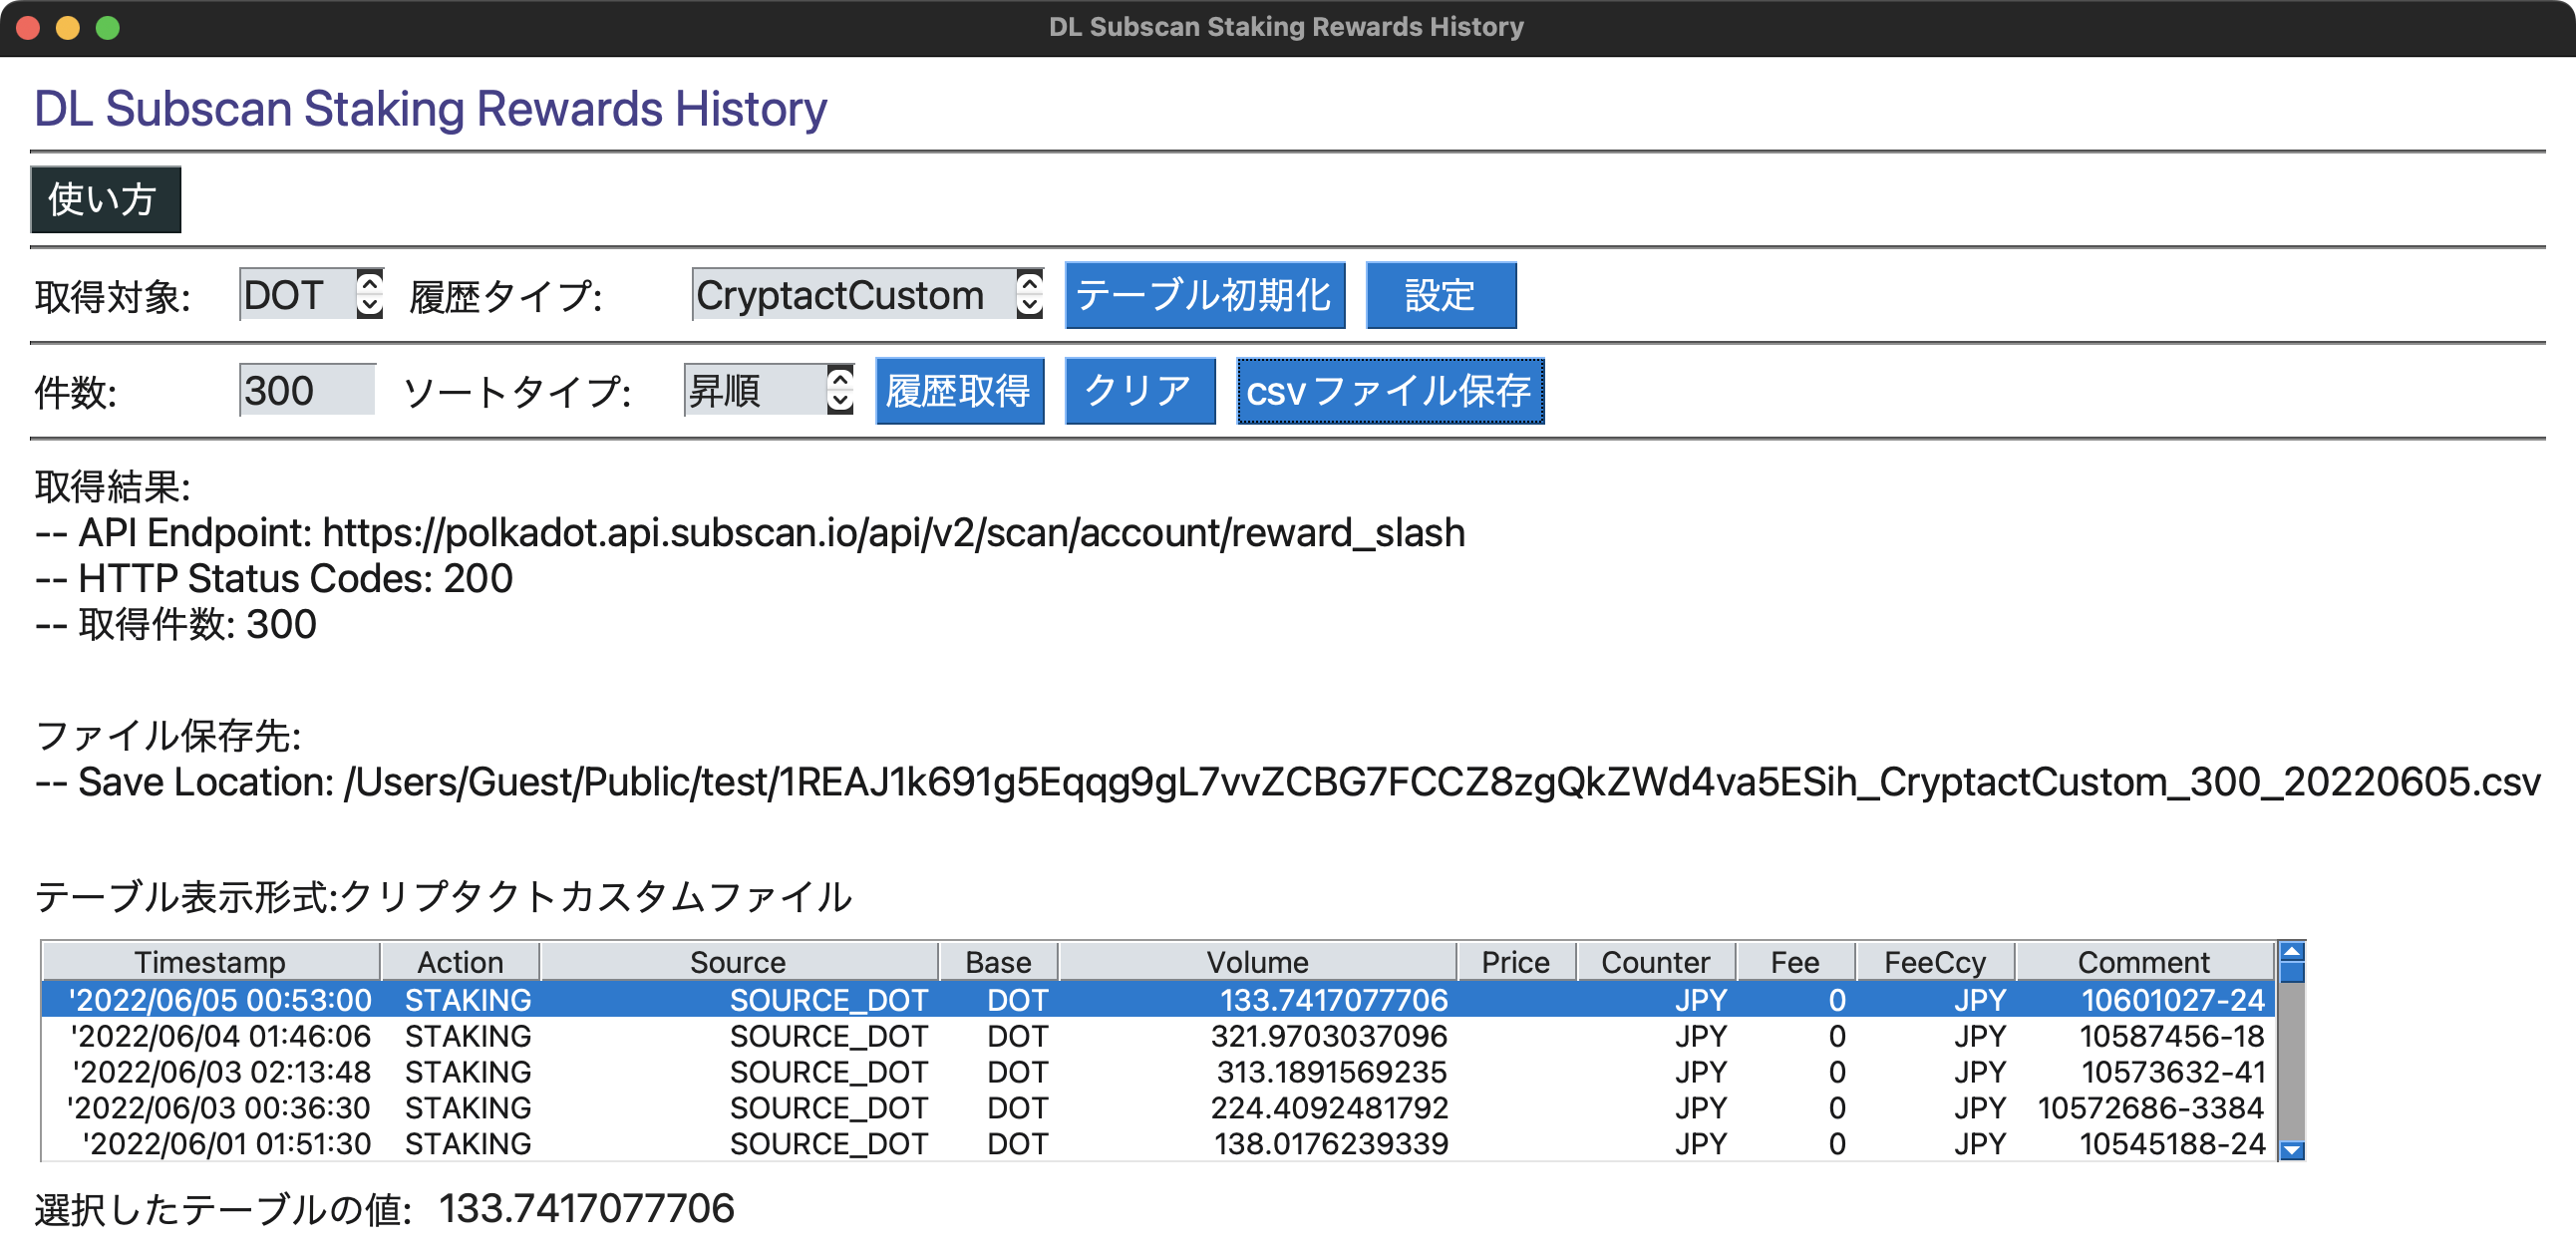 DL Subscan Staking Rewards History
DL Subscan Staking Rewards History
使い方
取得対象: DOT 履歴タイプ: CryptactCustom テーブル初期化 設定
件数: 300 ソートタイプ: 昇順 履歴取得 クリア csvファイル保存
取得結果:
-- API Endpoint: https://polkadot.api.subscan.io/api/v2/scan/account/reward_slash
-- HTTP Status Codes: 200
-- 取得件数: 300
ファイル保存先:
-- Save Location: /Users/Guest/Public/test/1REAJ1k691g5Eqqg9gL7vvZCBG7FCCZ8zgQkZWd4va5ESih_CryptactCustom_300_20220605.csv
テーブル表示形式:クリプタクトカスタムファイル
Timestamp Action Source Base Volume Price Counter Fee FeeCcy Comment
'2022/06/05 00:53:00 STAKING SOURCE_DOT DOT 133.7417077706 JPY 0 JPY 10601027-24
'2022/06/04 01:46:06 STAKING SOURCE_DOT DOT 321.9703037096 JPY 0 JPY 10587456-18
'2022/06/03 02:13:48 STAKING SOURCE_DOT DOT 313.1891569235 JPY 0 JPY 10573632-41
'2022/06/03 00:36:30 STAKING SOURCE_DOT DOT 224.4092481792 JPY 0 JPY 10572686-3384
'2022/06/01 01:51:30 STAKING SOURCE_DOT DOT 138.0176239339 JPY 0 JPY 10545188-24
選択したテーブルの値: 133.7417077706